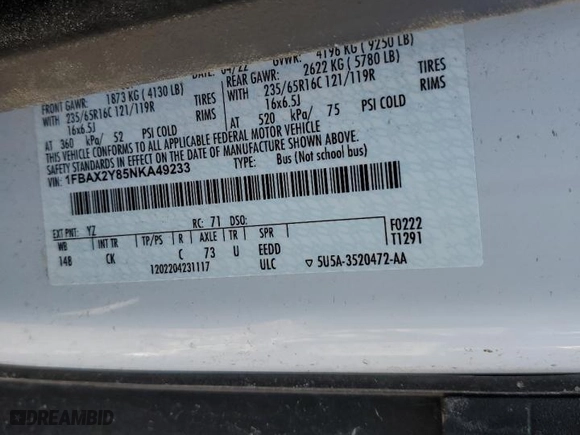 DATE: 04/22 GVWR: 4196 KG ( 9250 LB)
FRONT GAWR: 1873 KG ( 4130 LB) REAR GAWR: 2622 KG ( 5780 LB)
WITH 235/65R16C 121/119R TIRES WITH 235/65R16C 121/119R TIRES
16x6.5J RIMS 16x6.5J RIMS
AT 360 kPa/ 52 PSI COLD AT 520 kPa/ 75 PSI COLD
THIS VEHICLE CONFORMS TO ALL APPLICABLE FEDERAL MOTOR VEHICLE
SAFETY STANDARDS IN EFFECT ON THE DATE OF MANUFACTURE SHOWN ABOVE.
VIN: 1FBAX2Y85NKA49233 TYPE: Bus (Not school bus)
EXT PNT: YZ RC: 71 DSO: F0222
WB INT TR TP/PS R AXLE TR SPR T1291
148 CK C 73 U EEDD
1202204231117 ULC ▽ 5U5A-3520472-AA
DREAMBID